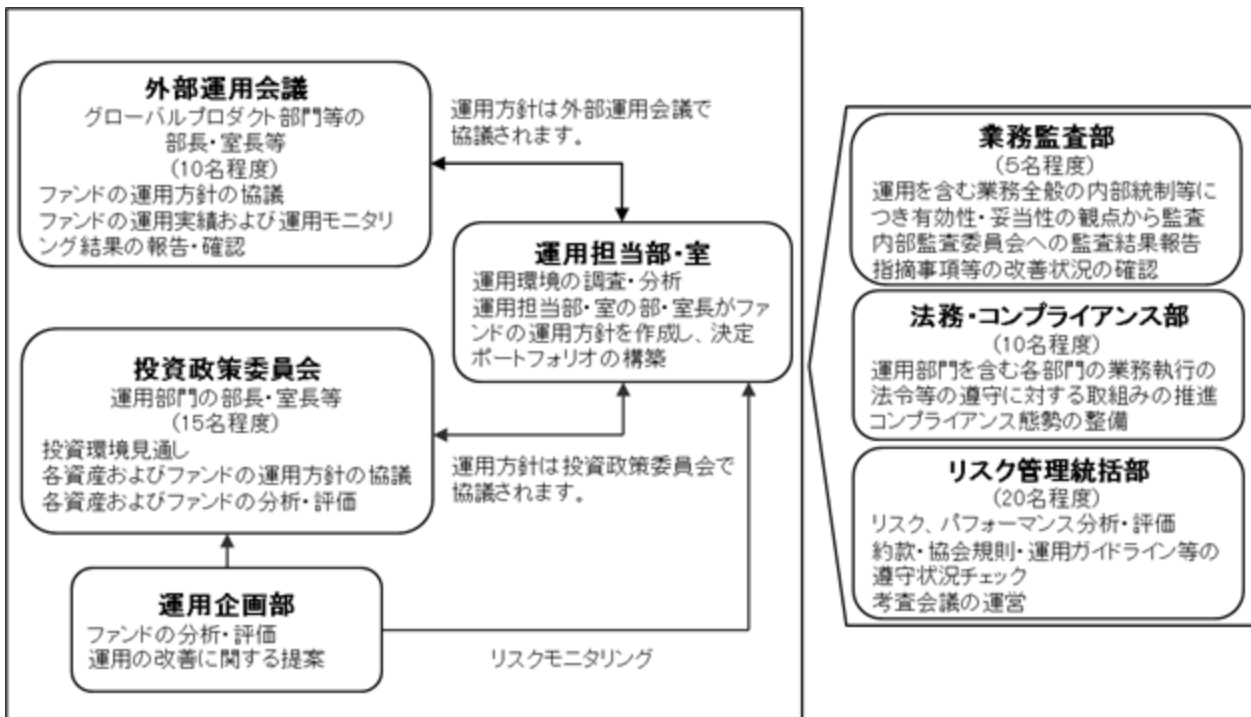 外部運用会議
グローバルプロダクト部門等の
部長・室長等
(10名程度)
ファンドの運用方針の協議
ファンドの運用実績および運用モニタリ
ング結果の報告・確認
運用方針は外部運用会議で
協議されます。
運用担当部・室
運用環境の調査・分析
運用担当部・室の部・室長がファ
ンドの運用方針を作成し、決定
ポートフォリオの構築
投資政策委員会
運用部門の部長・室長等
(15名程度)
投資環境見通し
各資産およびファンドの運用方針の協議
各資産およびファンドの分析・評価
運用方針は投資政策委員会で
協議されます。
運用企画部
ファンドの分析・評価
運用の改善に関する提案
リスクモニタリング
業務監査部
(5名程度)
運用を含む業務全般の内部統制等に
つき有効性・妥当性の観点から監査
内部監査委員会への監査結果報告
指摘事項等の改善状況の確認
法務・コンプライアンス部
(10名程度)
運用部門を含む各部門の業務執行の
法令等の遵守に対する取組みの推進
コンプライアンス態勢の整備
リスク管理統括部
(20名程度)
リスク、パフォーマンス分析・評価
約款・協会規則・運用ガイドライン等の
遵守状況チェック
考査会議の運営